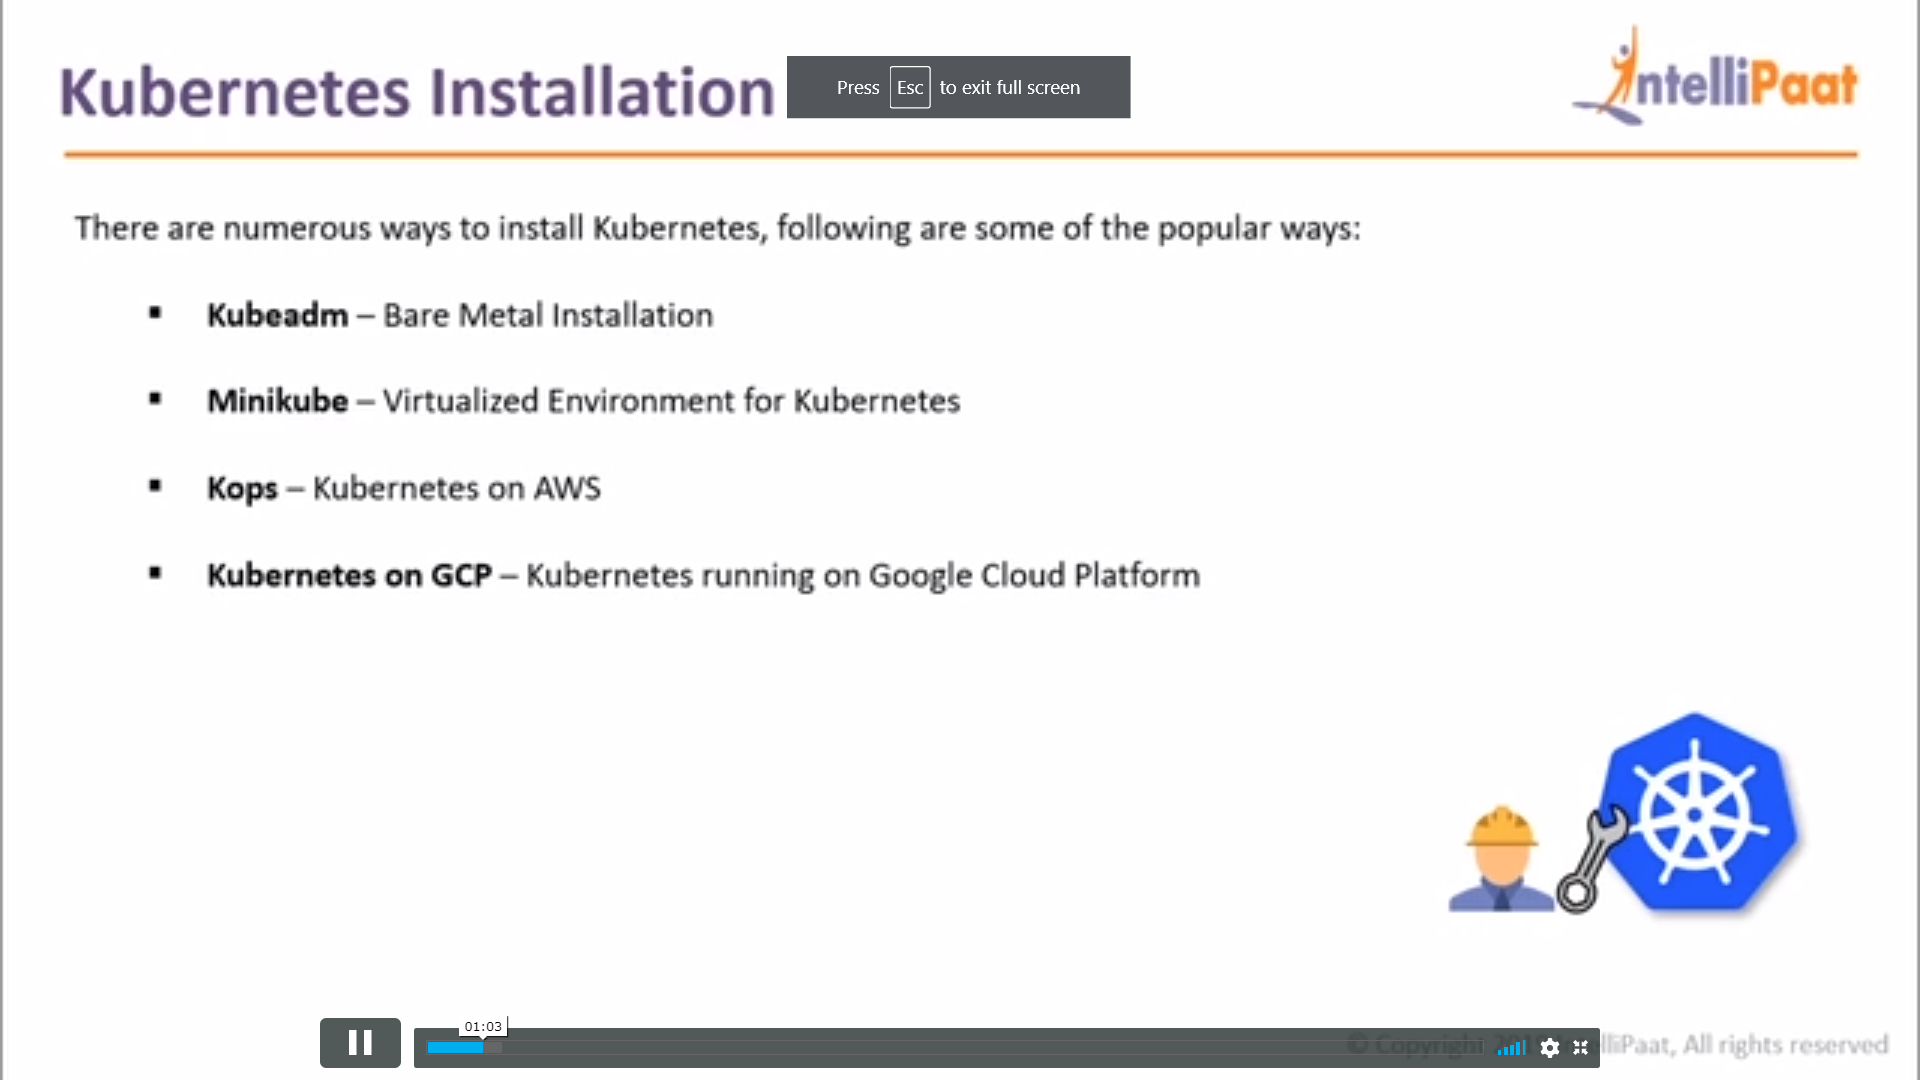 Kubernetes Installation
Press Esc to exit full screen
IntelliPaat
There are numerous ways to install Kubernetes, following are some of the popular ways:
▪ Kubeadm – Bare Metal Installation
▪ Minikube – Virtualized Environment for Kubernetes
▪ Kops – Kubernetes on AWS
▪ Kubernetes on GCP – Kubernetes running on Google Cloud Platform
01:03
© Copyright lliPaat, All rights reserved